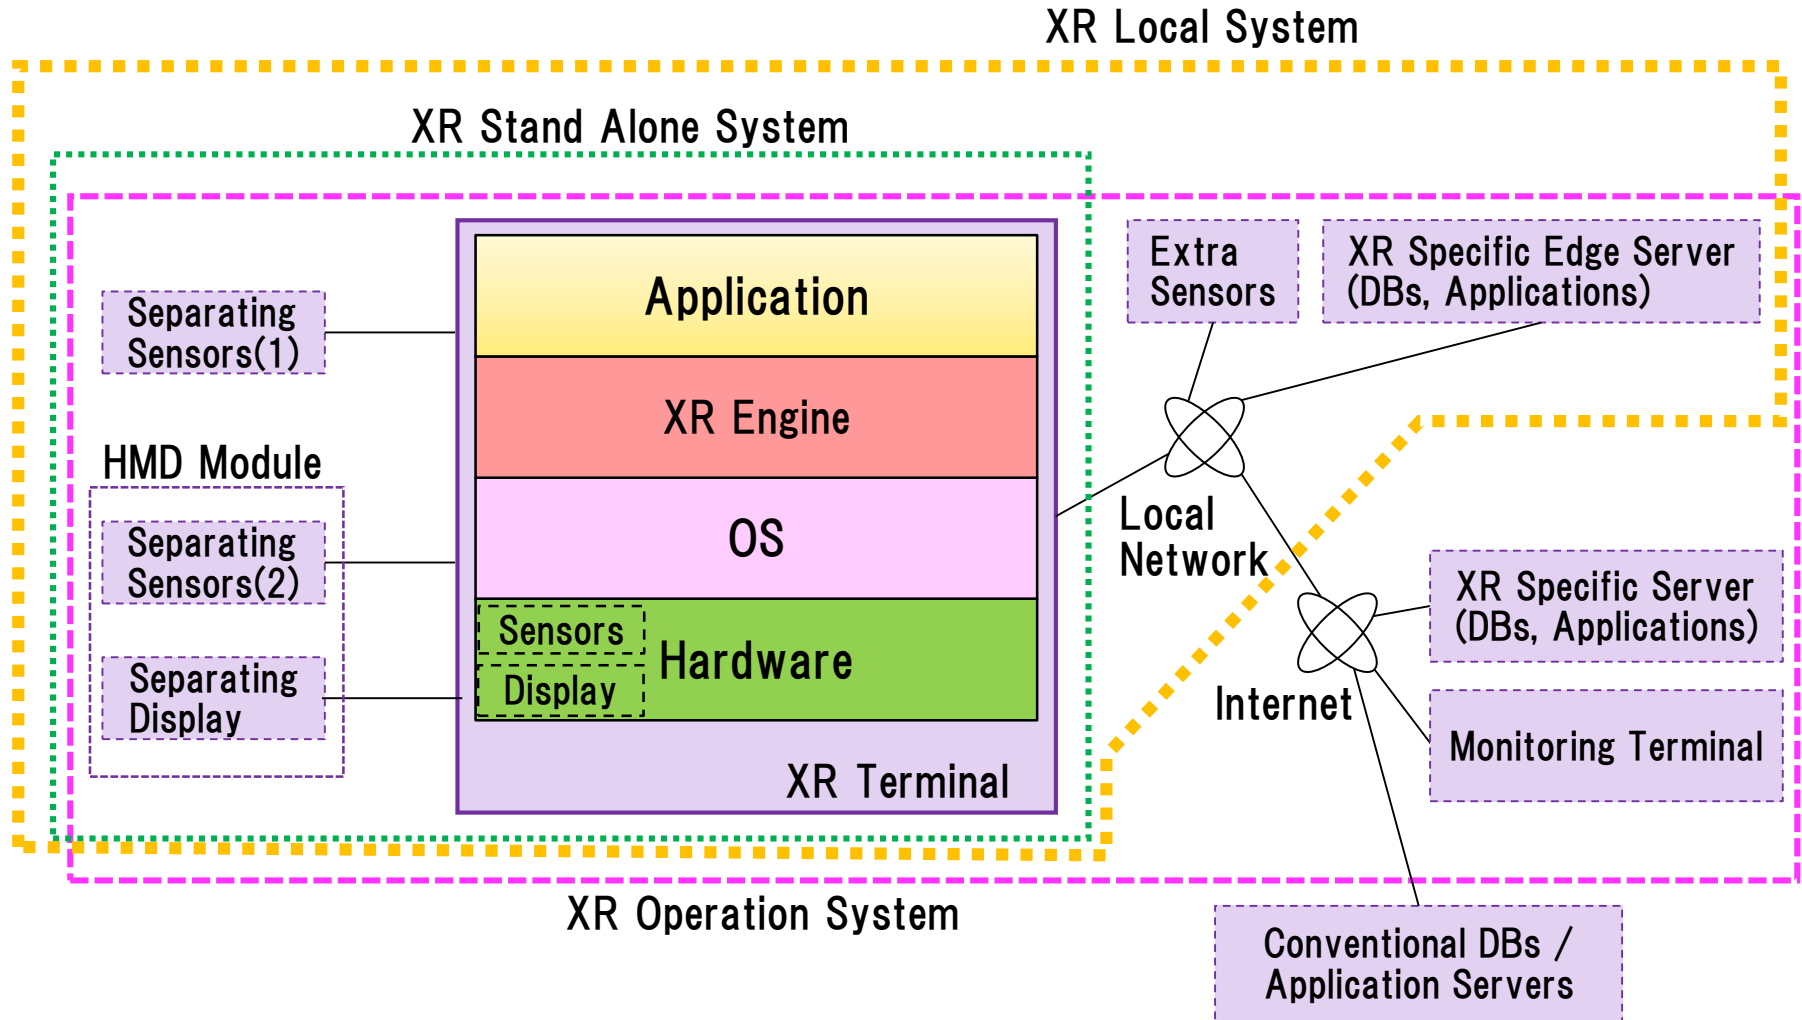 XR Local System
XR Stand Alone System
Extra
Sensors
XR Specific Edge Server
(DBs, Applications)
Separating
Sensors(1)
Application
XR Engine
HMD Module
Separating
Sensors(2)
OS
Local
Network
Separating
Display
Sensors
Display
Hardware
XR Terminal
XR Specific Server
(DBs, Applications)
Internet
Monitoring Terminal
XR Operation System
Conventional DBs /
Application Servers